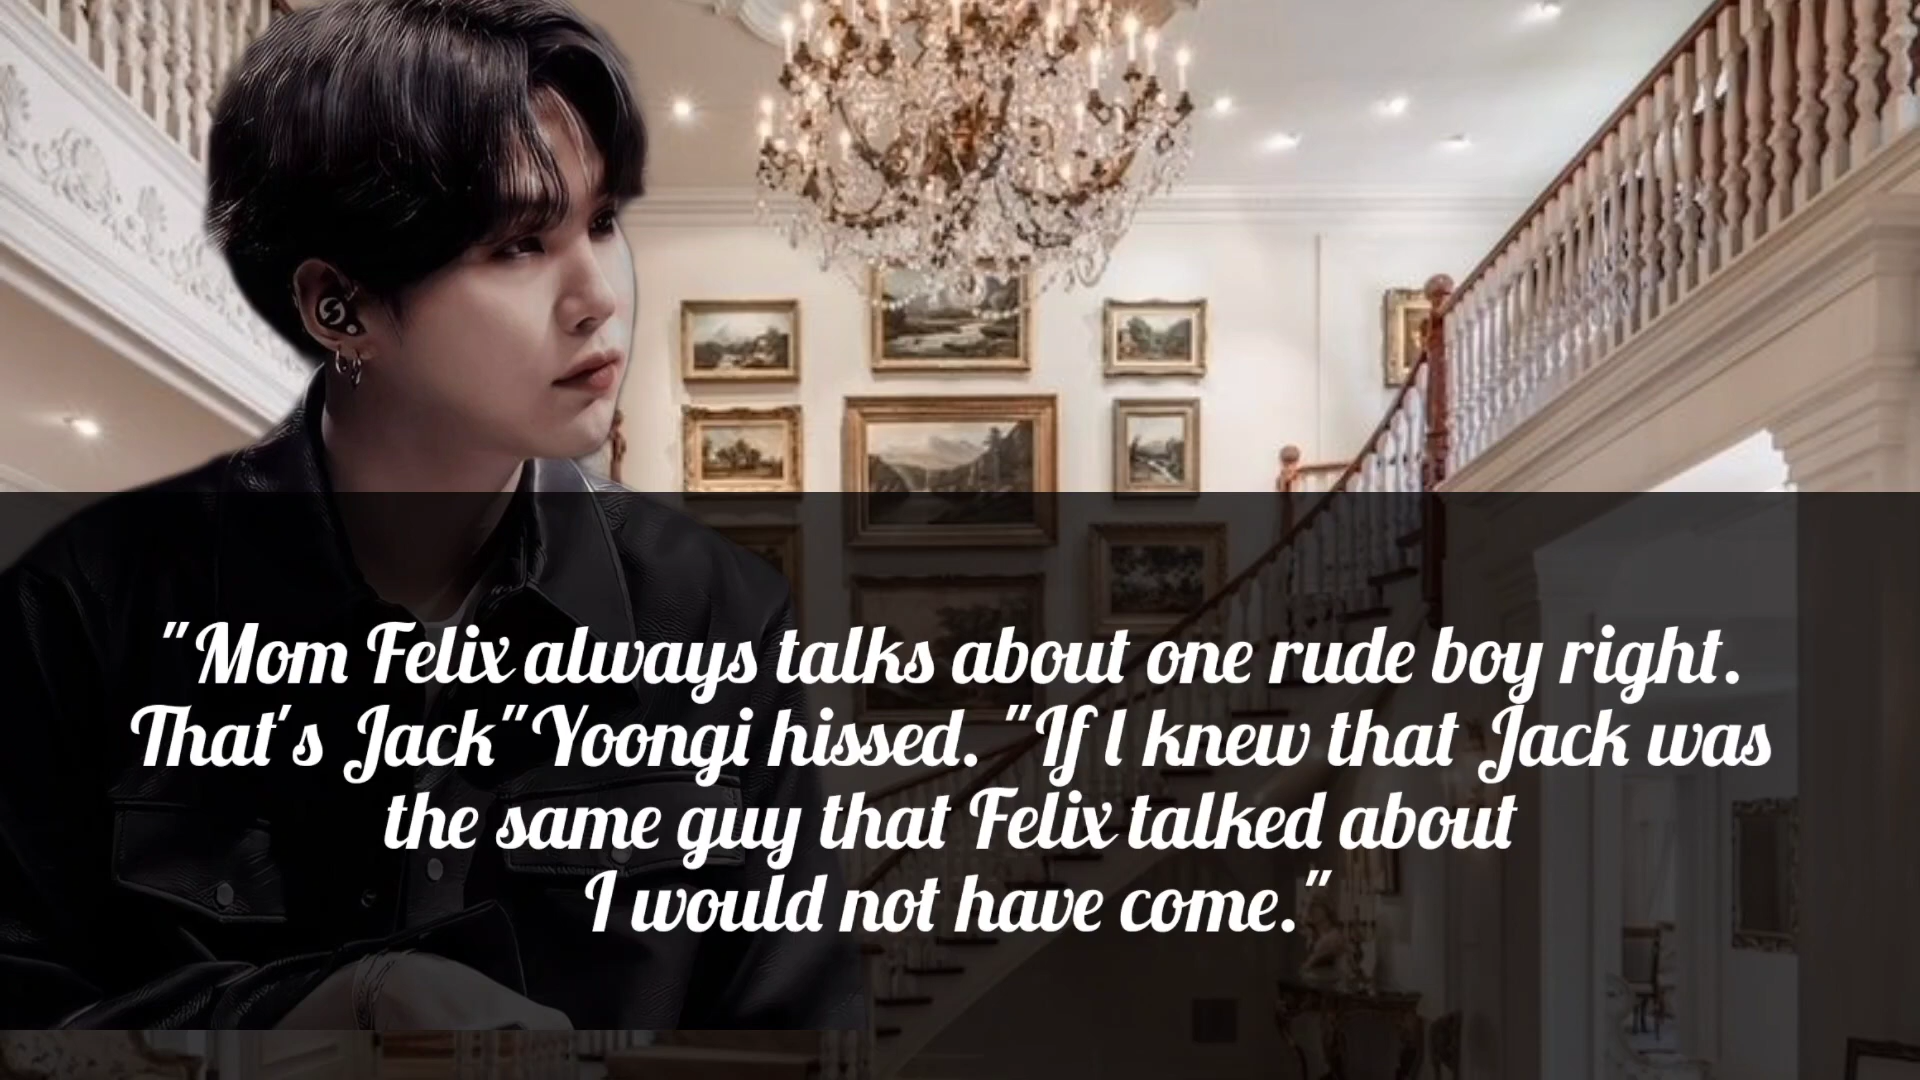 "Mom Felix always talks about one rude boy right.
That's Jack"Yoongi hissed. "If l knew that Jack was
the same guy that Felix talked about
I would not have come."